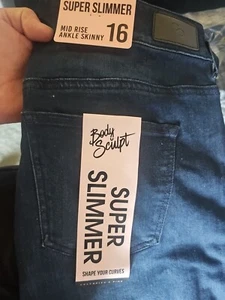 SUPER SLIMMER
MID RISE
ANKLE SKINNY
16
Body
Sculpt
SUPER
SLIMMER
SHAPE YOUR CURVES